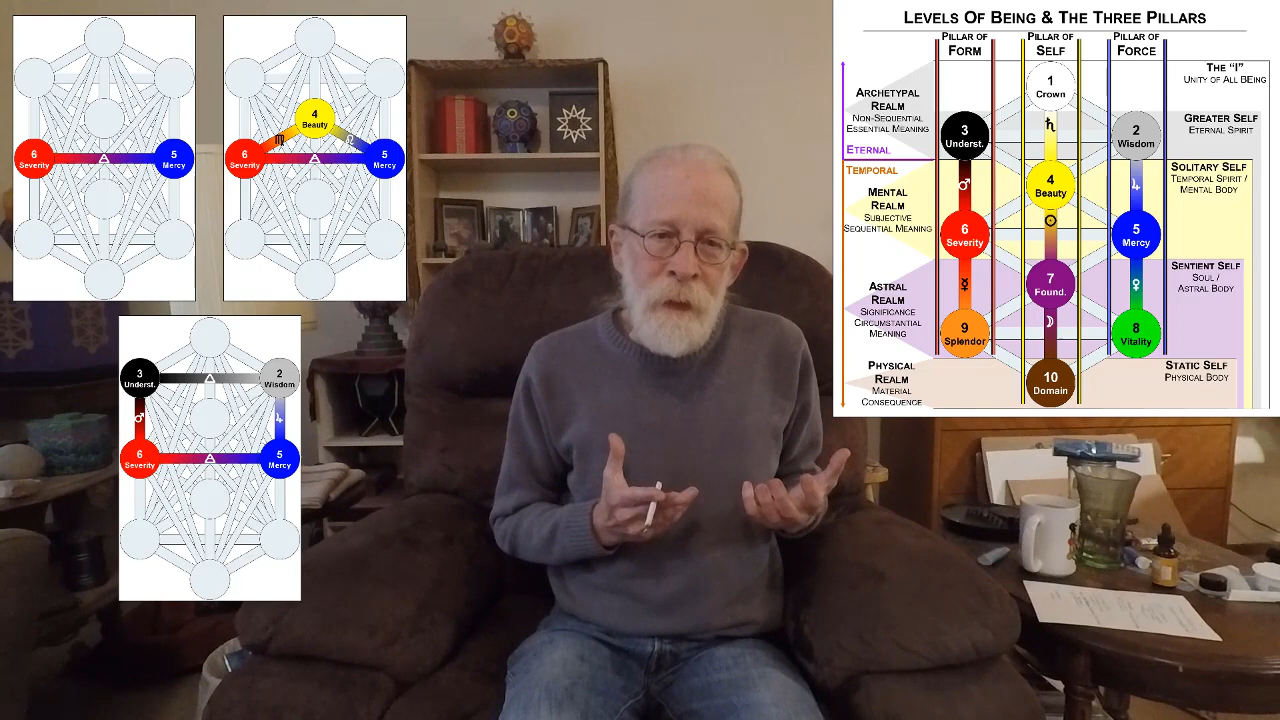 6
Severity
5
Mercy
4
Beauty
6
Severity
5
Mercy
3
Underst.
2
Wisdom
6
Severity
5
Mercy
LEVELS OF BEING & THE THREE PILLARS
PILLAR OF
FORM
PILLAR OF
SELF
PILLAR OF
FORCE
ARCHETYPAL
REALM
NON-SEQUENTIAL
ESSENTIAL MEANING
ETERNAL
TEMPORAL
MENTAL
REALM
SUBJECTIVE
SEQUENTIAL MEANING
ASTRAL
REALM
SIGNIFICANCE
CIRCUMSTANTIAL
MEANING
PHYSICAL
REALM
MATERIAL
CONSEQUENCE
1
Crown
3
Underst.
2
Wisdom
4
Beauty
6
Severity
5
Mercy
7
Found.
9
Splendor
8
Vitality
10
Domain
THE "I"
UNITY OF ALL BEING
GREATER SELF
ETERNAL SPIRIT
SOLITARY SELF
TEMPORAL SPIRIT /
MENTAL BODY
SENTIENT SELF
SOUL /
ASTRAL BODY
STATIC SELF
PHYSICAL BODY